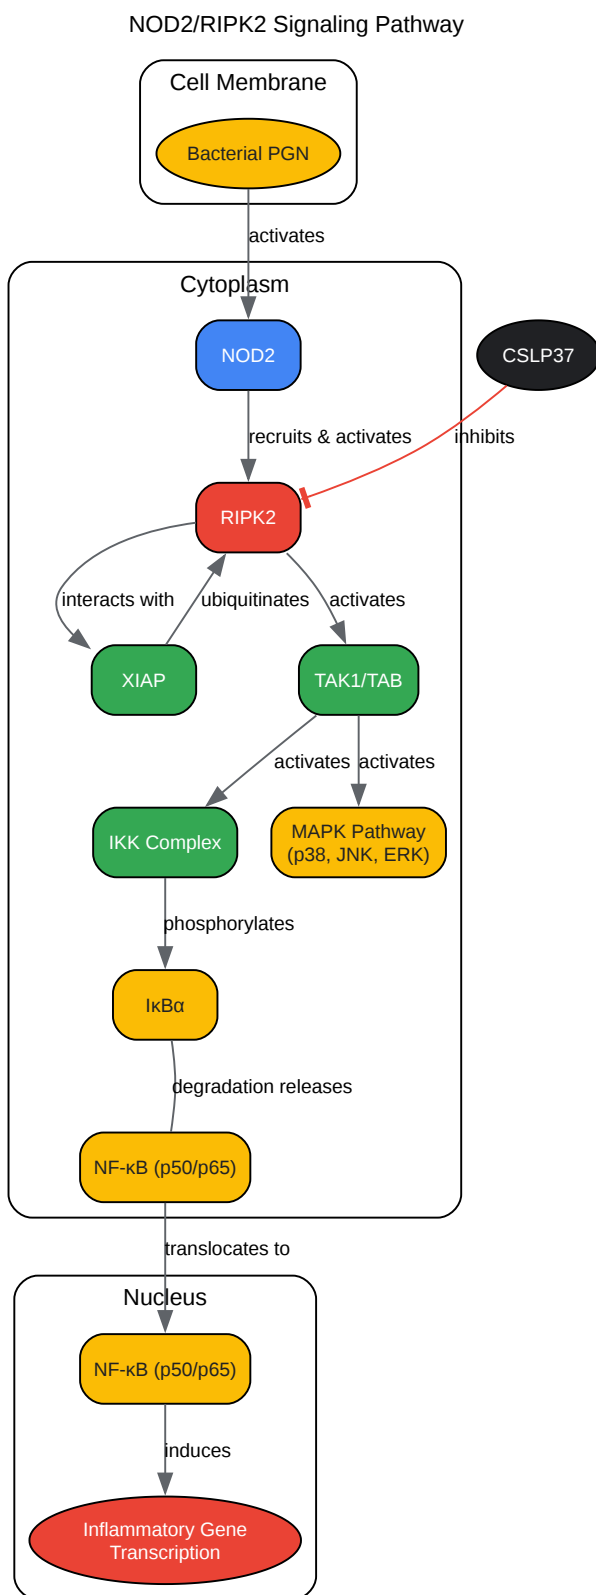 NOD2/RIPK2 Signaling Pathway
Cell Membrane
Bacterial PGN
activates
Cytoplasm
NOD2
CSLP37
recruits & activates
inhibits
RIPK2
interacts with
ubiquitinates
activates
XIAP
TAK1/TAB
activates
activates
IKK Complex
MAPK Pathway
(p38, JNK, ERK)
phosphorylates
IκBα
degradation releases
NF-κB (p50/p65)
translocates to
Nucleus
NF-κB (p50/p65)
induces
Inflammatory Gene
Transcription